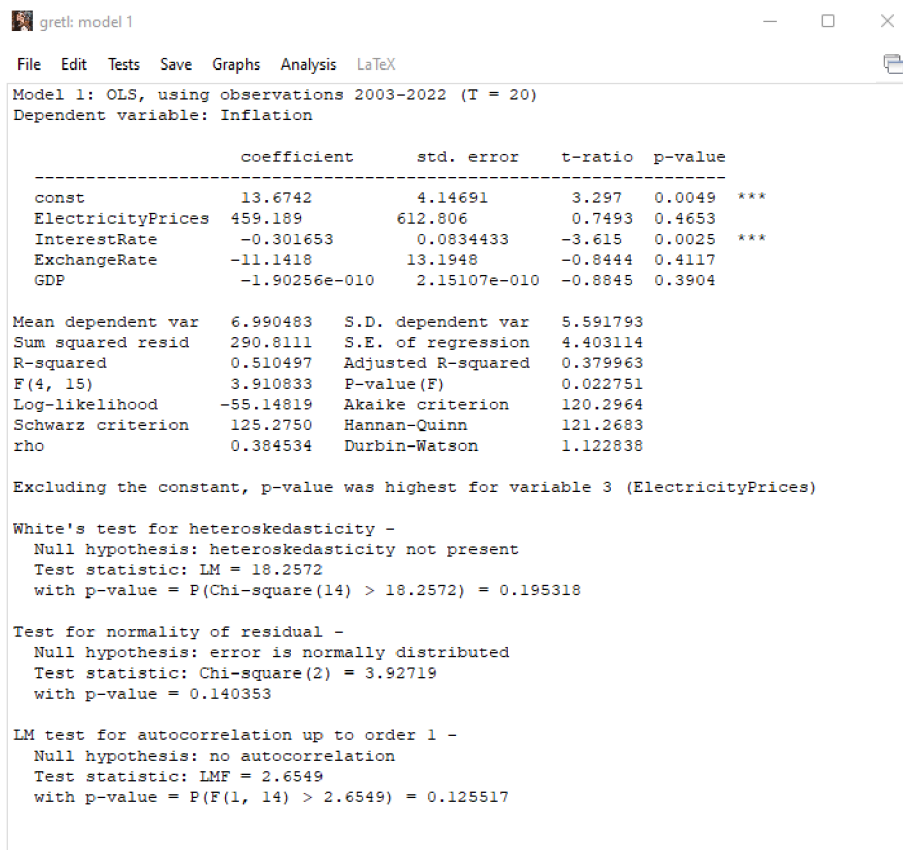 gretl: model 1
File Edit Tests Save Graphs Analysis LaTeX
Model 1: OLS, using observations 2003-2022 (T = 20)
Dependent variable: Inflation
coefficient std. error t-ratio p-value
-------------------------------------------------------------------
const 13.6742 4.14691 3.297 0.0049 ***
ElectricityPrices 459.189 612.806 0.7493 0.4653
InterestRate -0.301653 0.0834433 -3.615 0.0025 ***
ExchangeRate -11.1418 13.1948 -0.8444 0.4117
GDP -1.90256e-010 2.15107e-010 -0.8845 0.3904
Mean dependent var 6.990483 S.D. dependent var 5.591793
Sum squared resid 290.8111 S.E. of regression 4.403114
R-squared 0.510497 Adjusted R-squared 0.379963
F(4, 15) 3.910833 P-value(F) 0.022751
Log-likelihood -55.14819 Akaike criterion 120.2964
Schwarz criterion 125.2750 Hannan-Quinn 121.2683
rho 0.384534 Durbin-Watson 1.122838
Excluding the constant, p-value was highest for variable 3 (ElectricityPrices)
White's test for heteroskedasticity -
Null hypothesis: heteroskedasticity not present
Test statistic: LM = 18.2572
with p-value = P(Chi-square(14) > 18.2572) = 0.195318
Test for normality of residual -
Null hypothesis: error is normally distributed
Test statistic: Chi-square(2) = 3.92719
with p-value = 0.140353
LM test for autocorrelation up to order 1 -
Null hypothesis: no autocorrelation
Test statistic: LMF = 2.6549
with p-value = P(F(1, 14) > 2.6549) = 0.125517